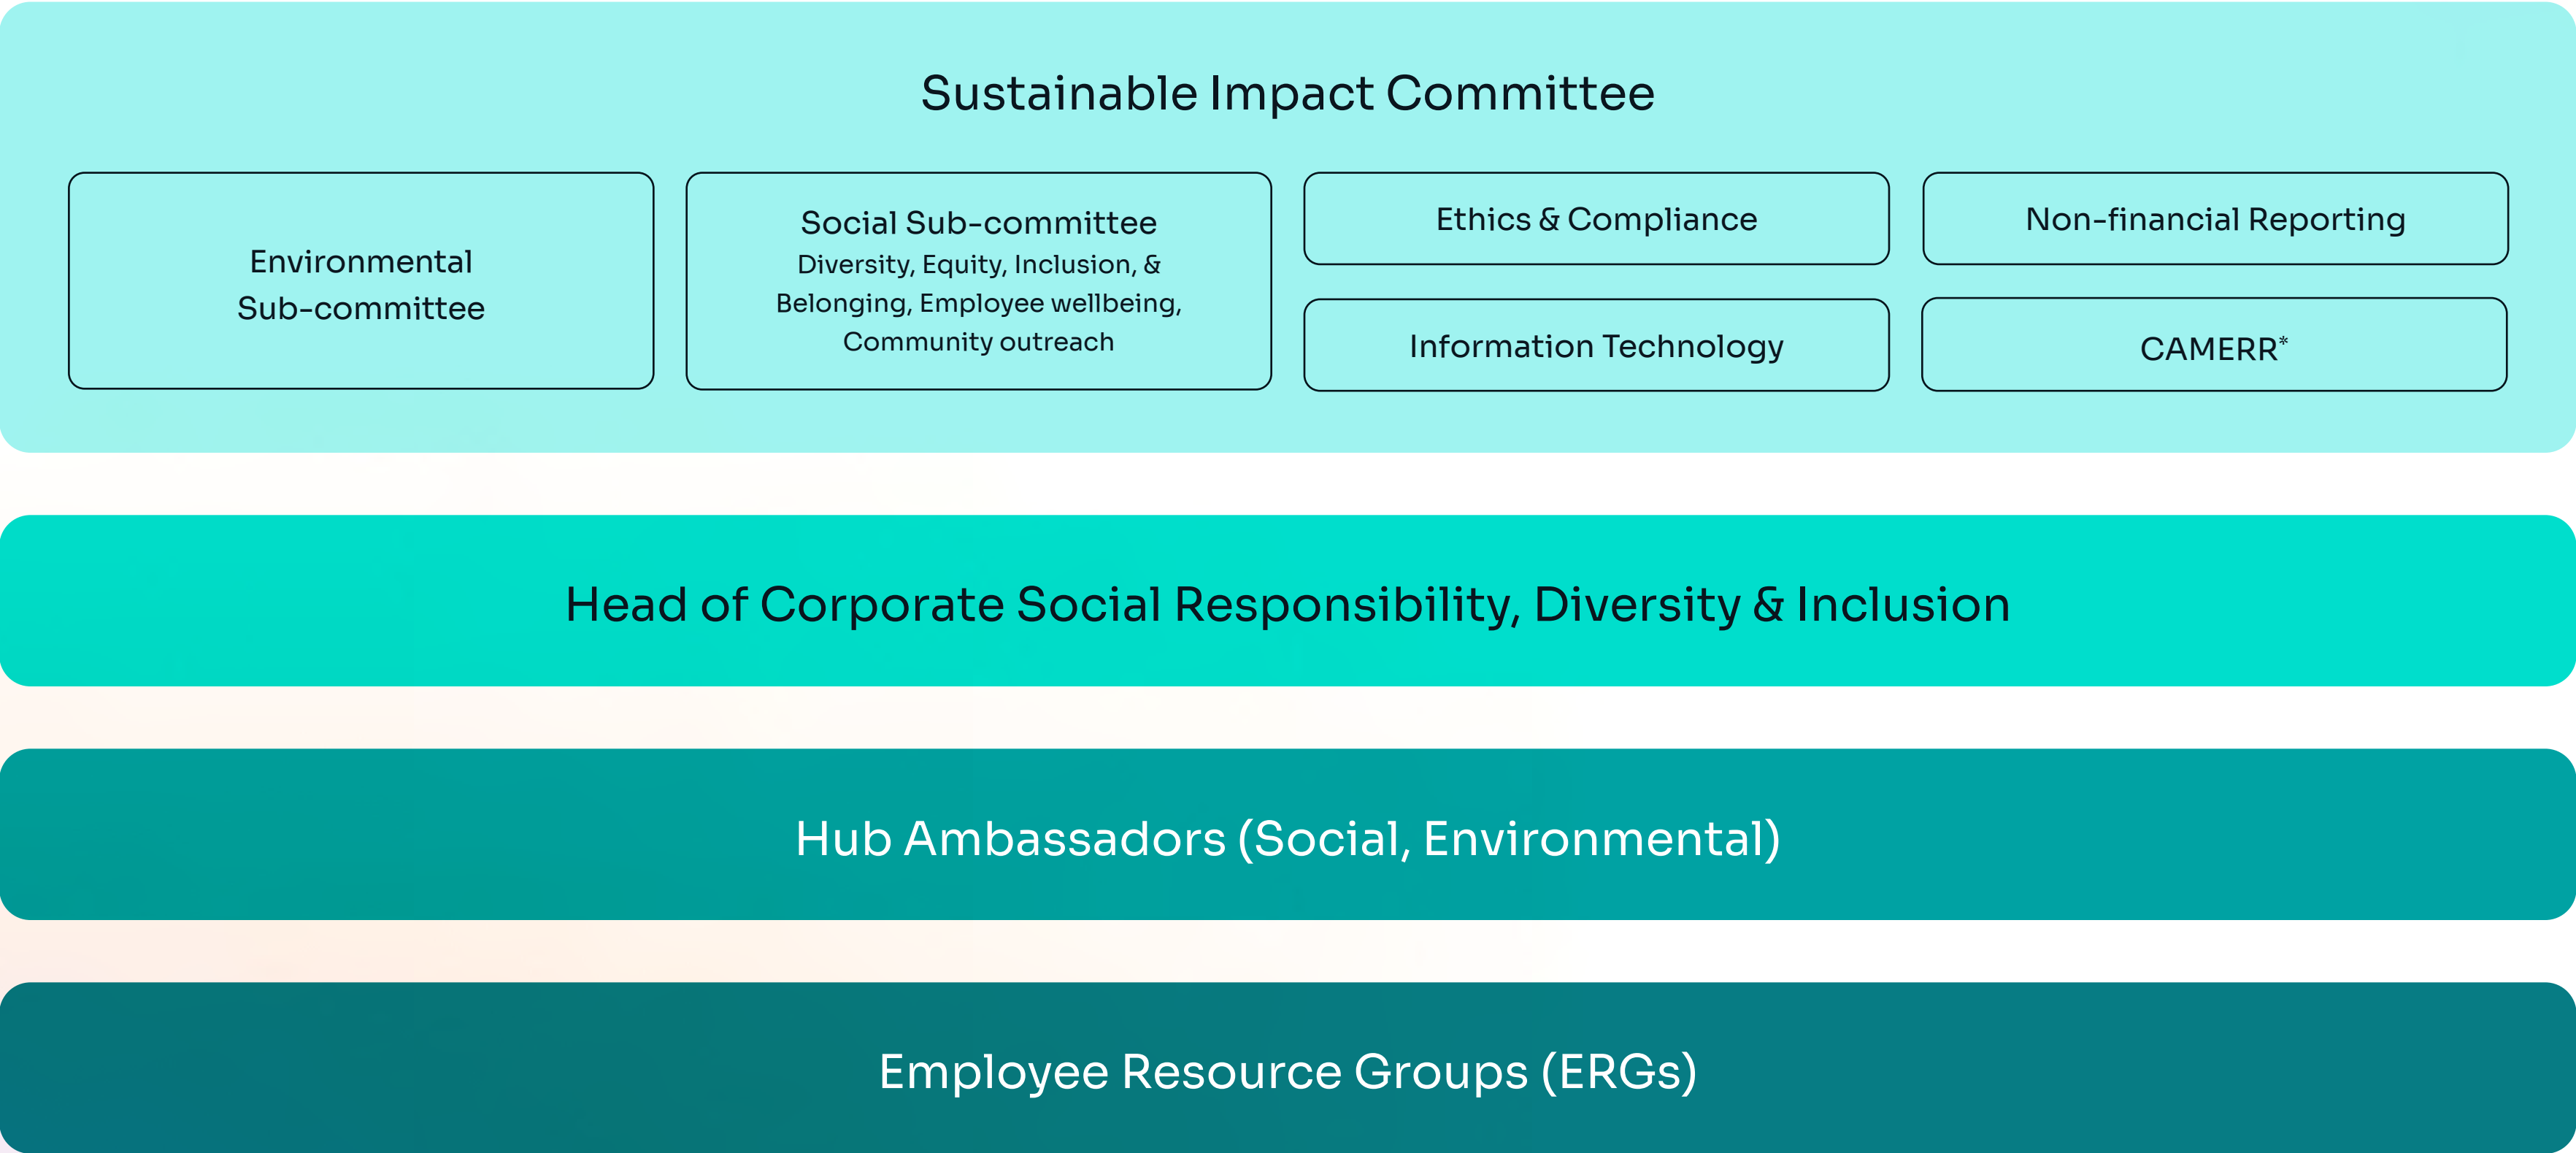 Sustainable Impact Committee
Environmental
Sub-committee
Social Sub-committee
Diversity, Equity, Inclusion, &
Belonging, Employee wellbeing,
Community outreach
Ethics & Compliance
Information Technology
Non-financial Reporting
CAMERR*
Head of Corporate Social Responsibility, Diversity & Inclusion
Hub Ambassadors (Social, Environmental)
Employee Resource Groups (ERGs)